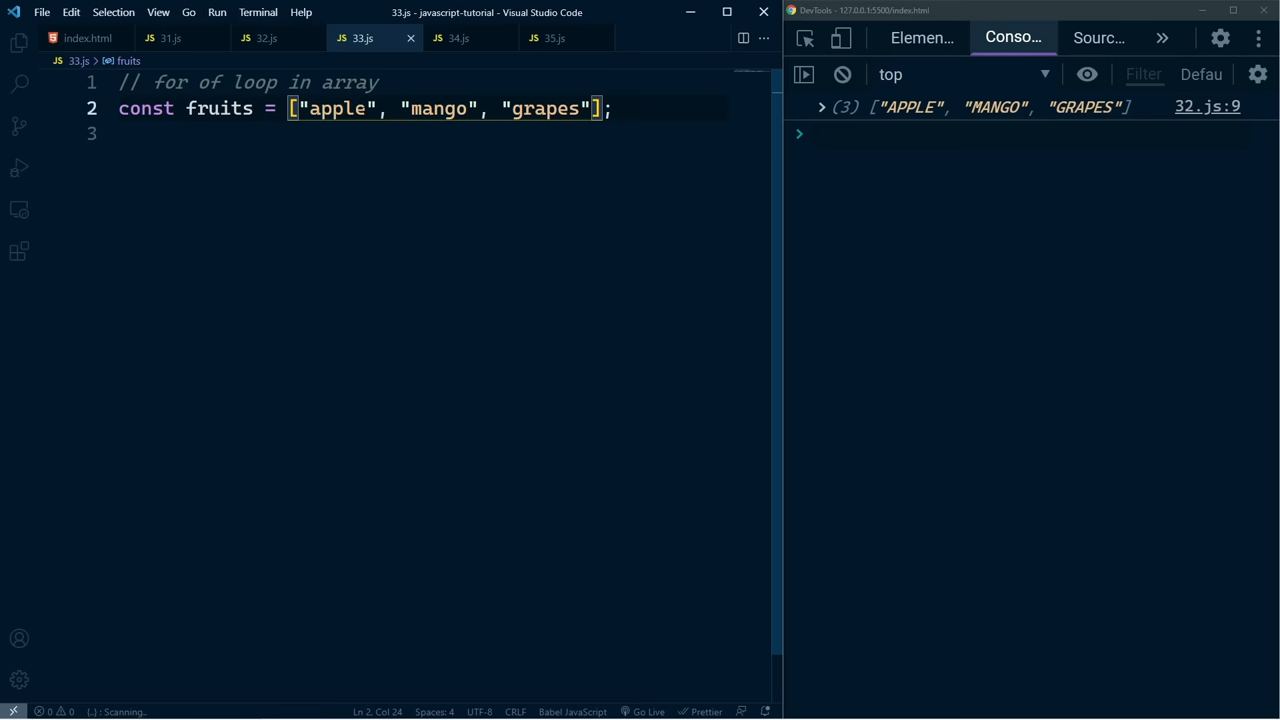 File Edit Selection View Go Run Terminal Help 33.js - javascript-tutorial - Visual Studio Code
index.html JS 31.js JS 32.js JS 33.js JS 34.js JS 35.js
JS 33.js > fruits
1 // for of loop in array
2 const fruits = ["apple", "mango", "grapes"];
3
0 0 {..} : Scanning.. Ln 2, Col 24 Spaces: 4 UTF-8 CRLF Babel JavaScript Go Live Prettier
DevTools - 127.0.0.1:5500/index.html
Elemen... Conso... Sourc... »
top ▼ Filter Defau
> (3) ["APPLE", "MANGO", "GRAPES"] 32.js:9
>